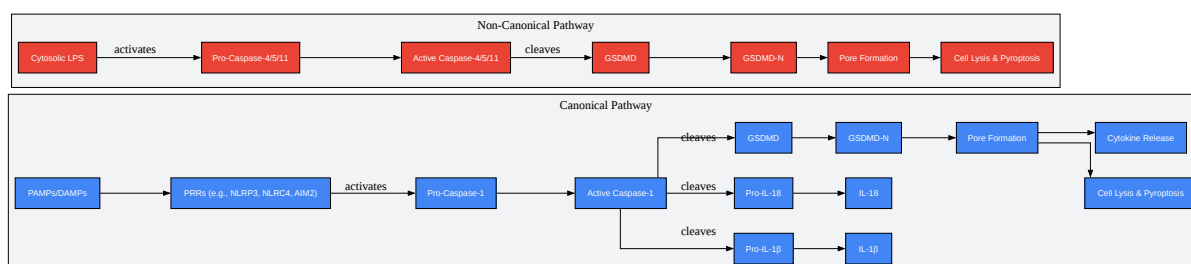 Non-Canonical Pathway
Cytosolic LPS
activates
Pro-Caspase-4/5/11
Active Caspase-4/5/11
cleaves
GSDMD
GSDMD-N
Pore Formation
Cell Lysis & Pyroptosis
Canonical Pathway
PAMPs/DAMPs
PRRs (e.g., NLRP3, NLRC4, AIM2)
activates
Pro-Caspase-1
Active Caspase-1
cleaves
GSDMD
GSDMD-N
Pore Formation
Cytokine Release
Cell Lysis & Pyroptosis
cleaves
Pro-IL-18
IL-18
cleaves
Pro-IL-1β
IL-1β